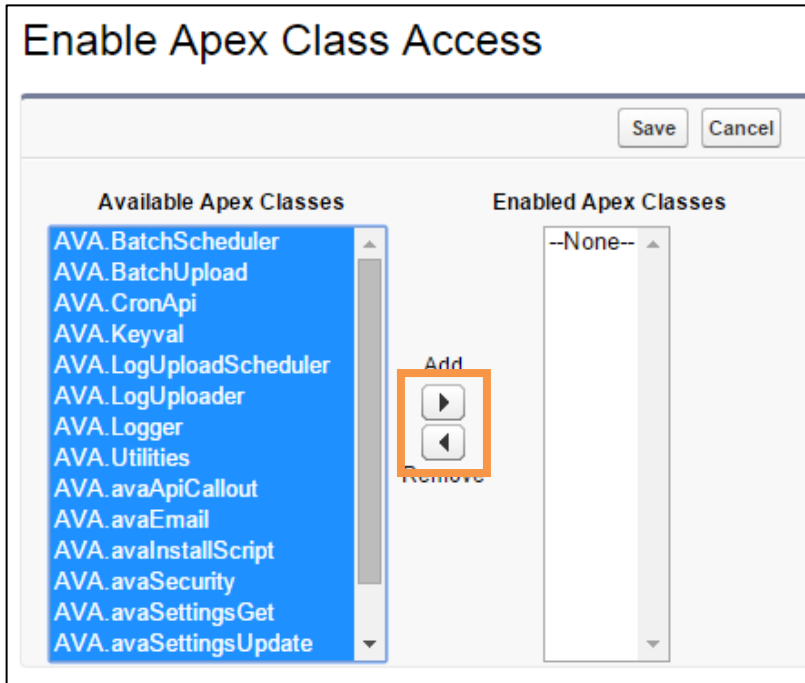 Enable Apex Class Access
Save Cancel
Available Apex Classes
Enabled Apex Classes
AVA.BatchScheduler
AVA.BatchUpload
AVA.CronApi
AVA.Keyval
AVA.LogUploadScheduler
AVA.LogUploader
AVA.Logger
AVA.Utilities
AVA.avaApiCallout
AVA.avaEmail
AVA.avaInstallScript
AVA.avaSecurity
AVA.avaSettingsGet
AVA.avaSettingsUpdate
Add
Remove
--None--